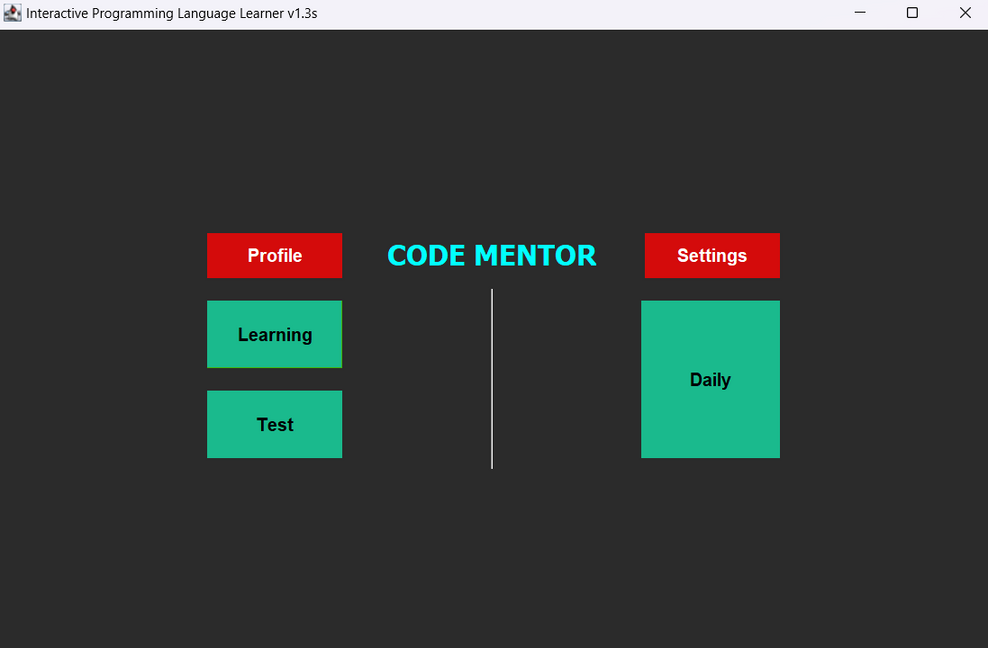 Interactive Programming Language Learner v1.3s
Profile
CODE MENTOR
Settings
Learning
Daily
Test